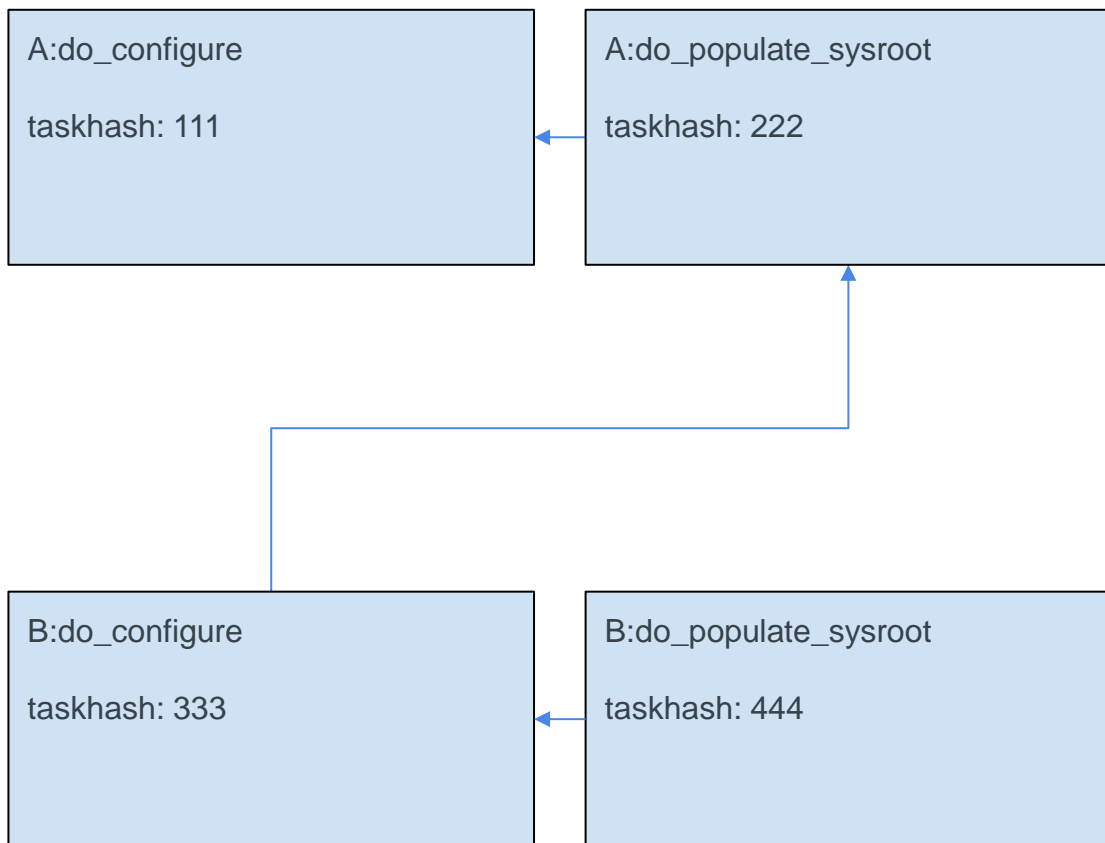 A:do_configure
taskhash: 111
A:do_populate_sysroot
taskhash: 222
B:do_configure
taskhash: 333
B:do_populate_sysroot
taskhash: 444